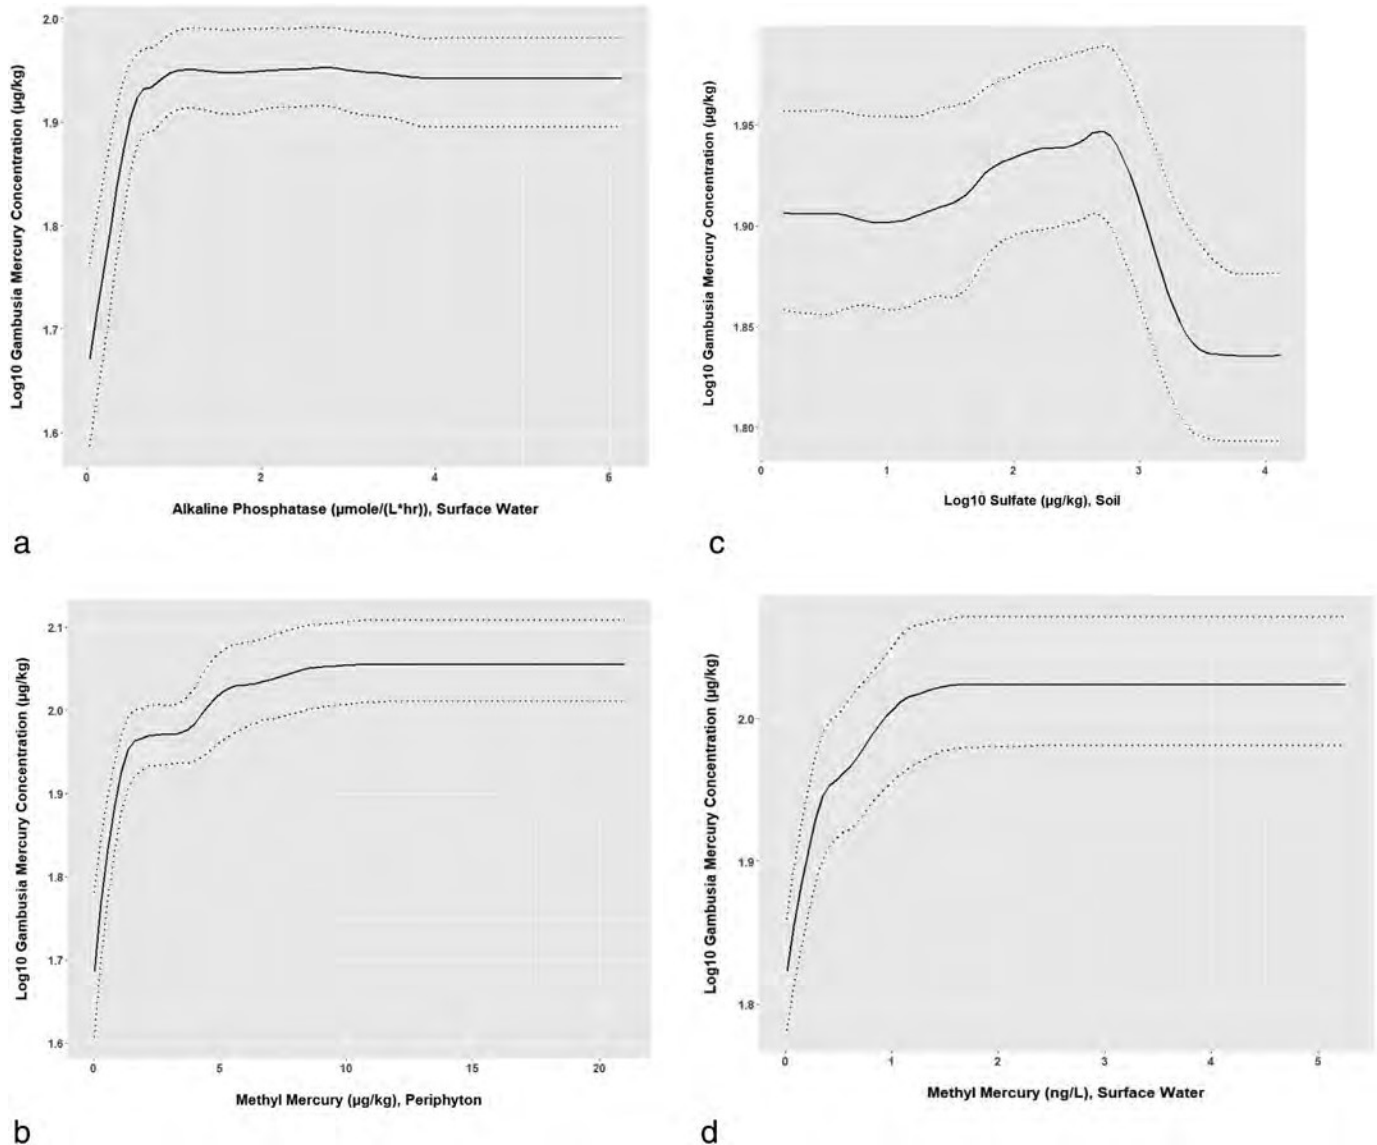 Log10 Gambusia Mercury Concentration (µg/kg)
2.0
1.9
1.8
1.7
1.6
0 2 4 6
Alkaline Phosphatase (µmole/(L*hr)), Surface Water
a
Log10 Gambusia Mercury Concentration (µg/kg)
1.95
1.90
1.85
1.80
0 1 2 3 4
Log10 Sulfate (µg/kg), Soil
c
Log10 Gambusia Mercury Concentration (µg/kg)
2.1
2.0
1.9
1.8
1.7
1.6
0 5 10 15 20
Methyl Mercury (µg/kg), Periphyton
b
Log10 Gambusia Mercury Concentration (µg/kg)
2.0
1.9
1.8
0 1 2 3 4 5
Methyl Mercury (ng/L), Surface Water
d